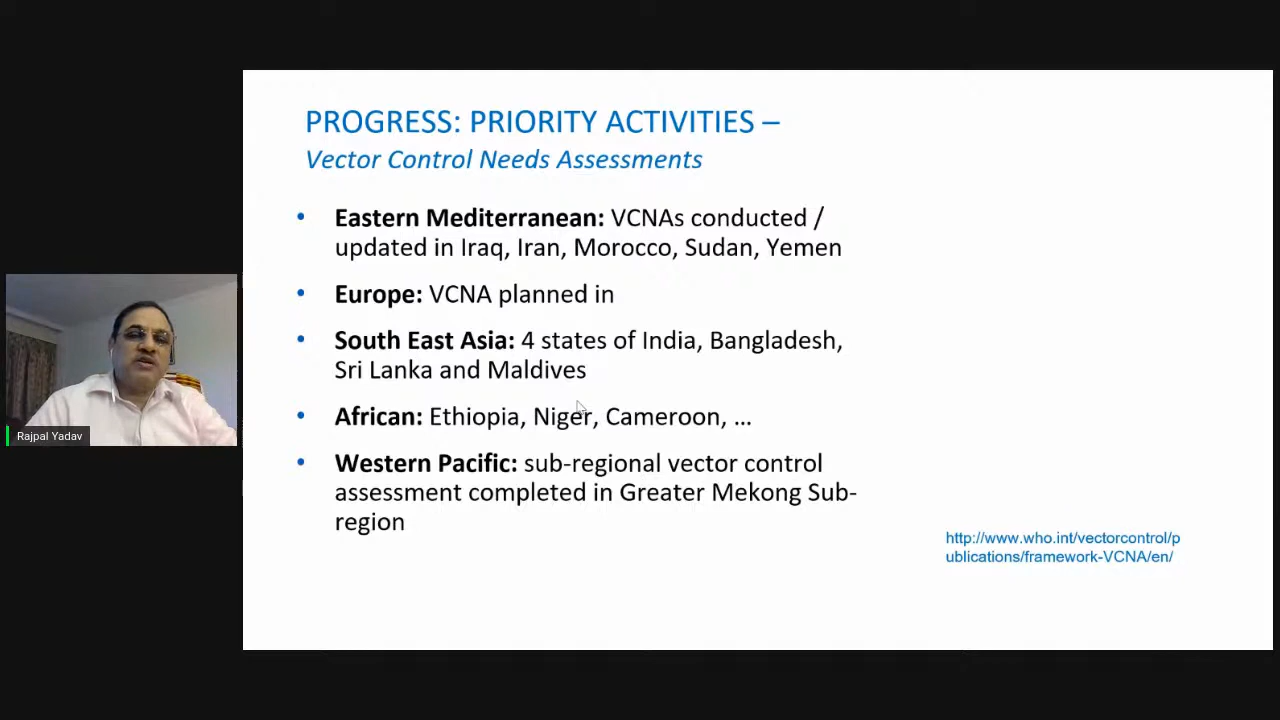 PROGRESS: PRIORITY ACTIVITIES –
Vector Control Needs Assessments
• Eastern Mediterranean: VCNAs conducted /
updated in Iraq, Iran, Morocco, Sudan, Yemen
• Europe: VCNA planned in
• South East Asia: 4 states of India, Bangladesh,
Sri Lanka and Maldives
• African: Ethiopia, Niger, Cameroon, ...
• Western Pacific: sub-regional vector control
assessment completed in Greater Mekong Sub-
region
http://www.who.int/vectorcontrol/p
ublications/framework-VCNA/en/
Rajpal Yadav